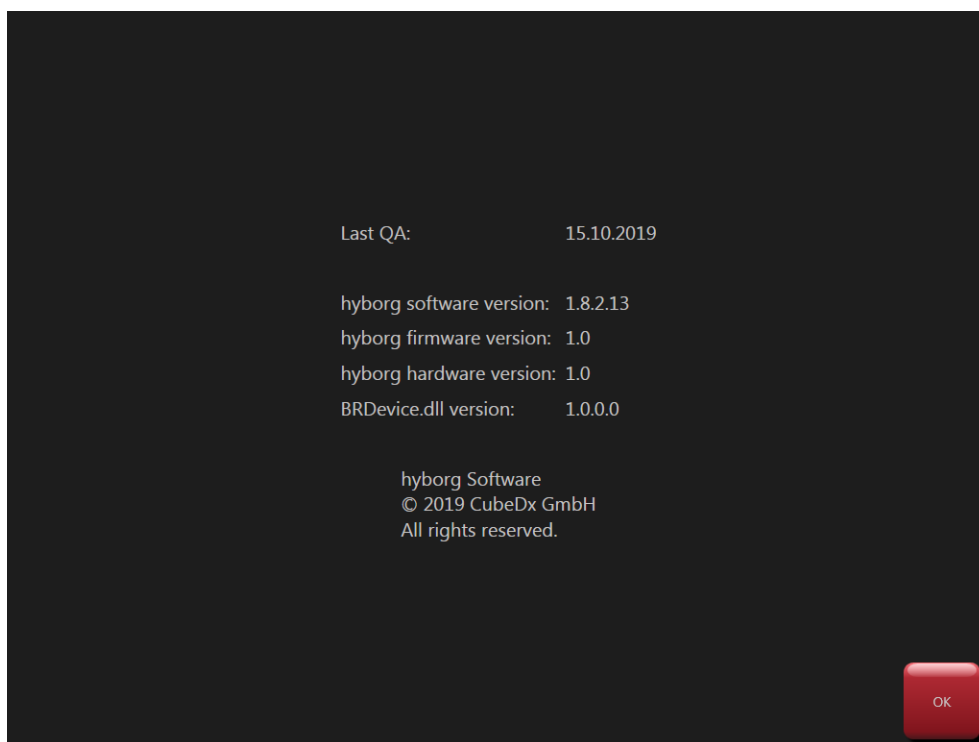 Last QA: 15.10.2019
hyborg software version: 1.8.2.13
hyborg firmware version: 1.0
hyborg hardware version: 1.0
BRDevice.dll version: 1.0.0.0
hyborg Software
© 2019 CubeDx GmbH
All rights reserved.
OK